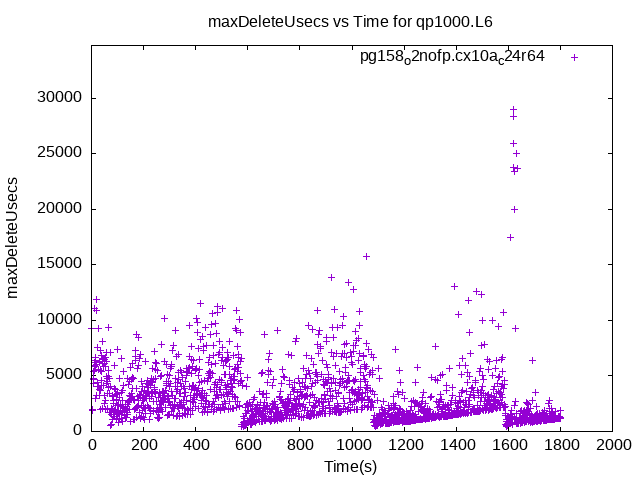 maxDeleteUsecs vs Time for qp1000.L6
pg158o2nofp.cx10ac24r64
maxDeleteUsecs
30000
25000
20000
15000
10000
5000
0
0 200 400 600 800 1000 1200 1400 1600 1800 2000
Time(s)